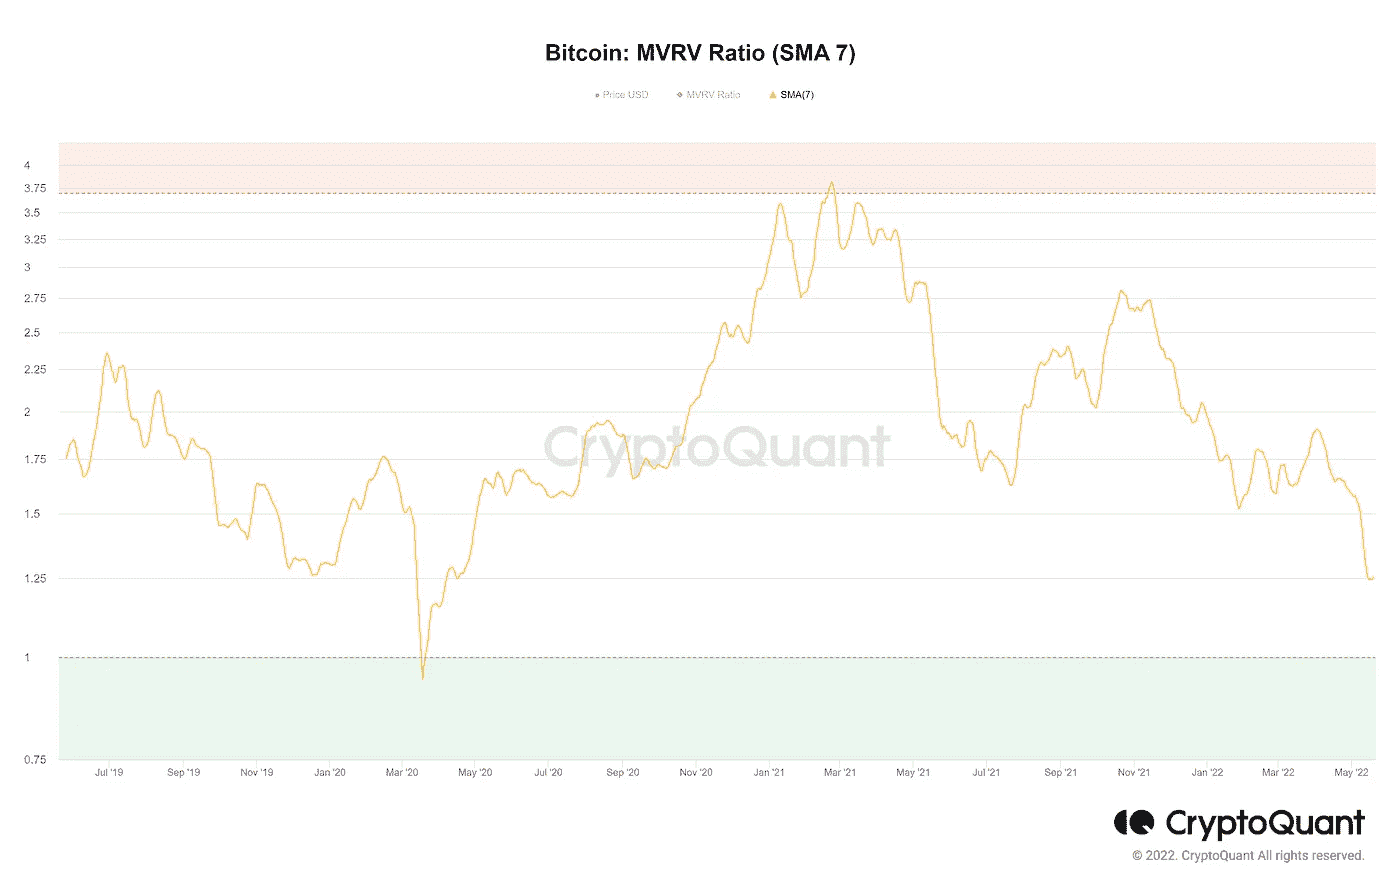 Bitcoin: MVRV Ratio (SMA 7)
Price USD MVRV Ratio SMA(7)
4
3.75
3.5
3.25
3
2.75
2.5
2.25
2
CryptoQuant
1.75
1.5
1.25
1
0.75
Jul '19 Sep '19 Nov '19 Jan '20 Mar '20 May '20 Jul '20 Sep '20 Nov '20 Jan '21 Mar '21 May '21 Jul '21 Sep '21 Nov '21 Jan '22 Mar '22 May '22
CryptoQuant
© 2022. CryptoQuant All rights reserved.